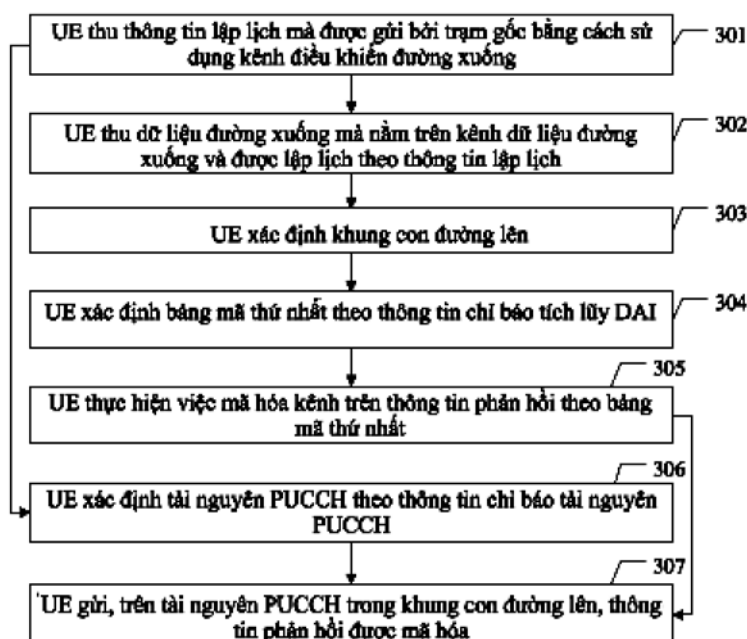 UE thu thông tin lập lịch mà được gửi bởi trạm gốc bằng cách sử
dụng kênh điều khiển đường xuống
301
UE thu dữ liệu đường xuống mà nằm trên kênh dữ liệu đường
xuống và được lập lịch theo thông tin lập lịch
302
UE xác định khung con đường lên
303
UE xác định bảng mã thứ nhất theo thông tin chỉ báo tích lũy DAI
304
305
UE thực hiện việc mã hóa kênh trên thông tin phản hồi theo bảng
mã thứ nhất
306
UE xác định tài nguyên PUCCH theo thông tin chỉ báo tài nguyên
PUCCH
307
UE gửi, trên tài nguyên PUCCH trong khung con đường lên, thông
tin phản hồi được mã hóa